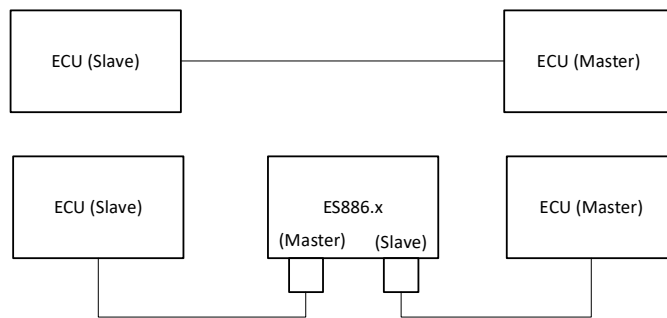 ECU (Slave)
ECU (Master)
ECU (Slave)
ES886.x
ECU (Master)
(Master)
(Slave)